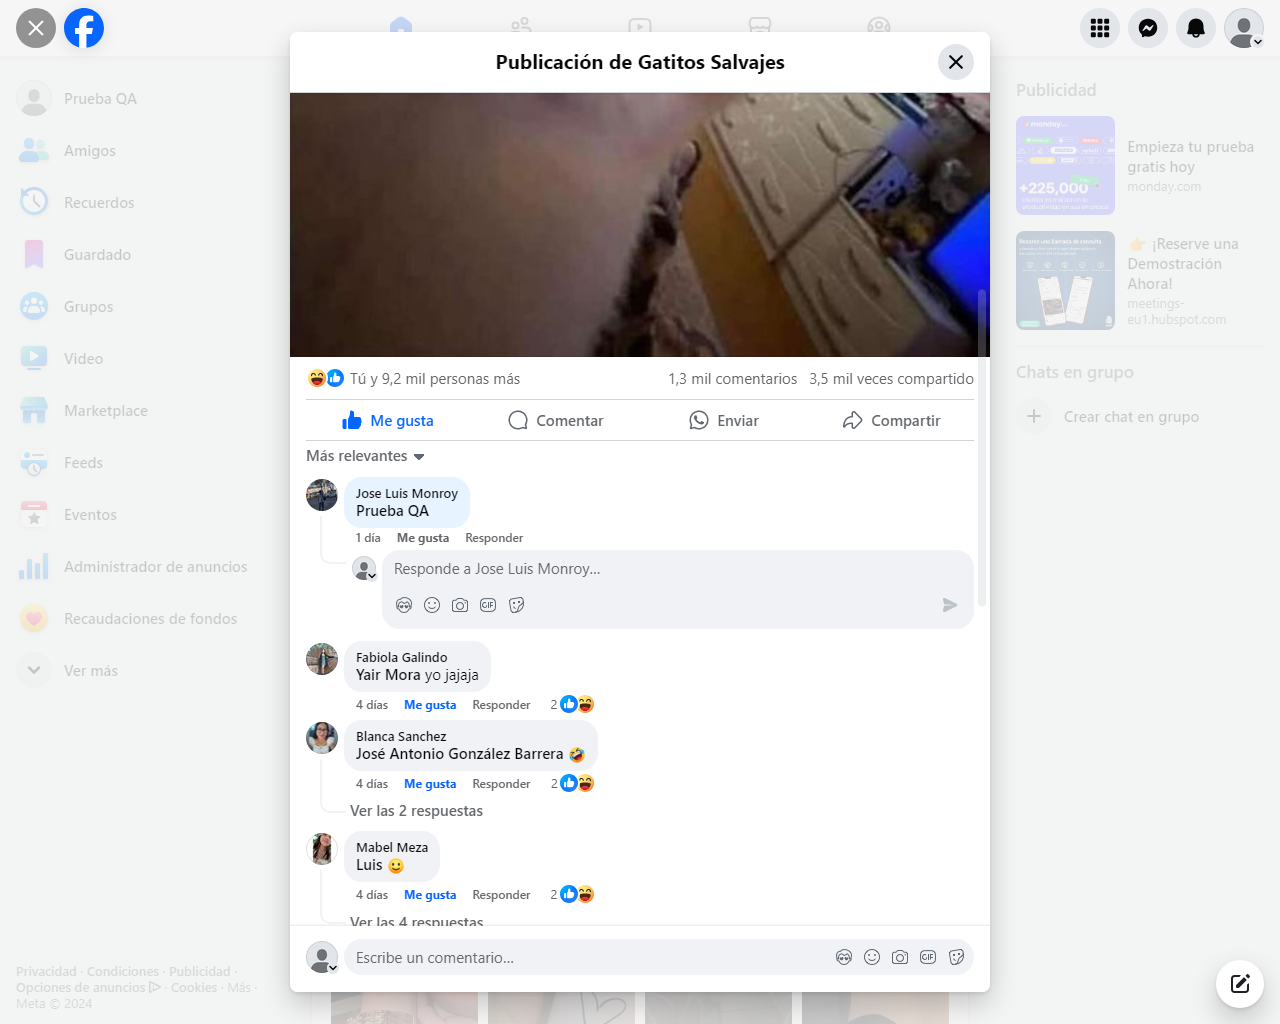 Publicación de Gatitos Salvajes
Prueba QA
Amigos
Recuerdos
Guardado
Grupos
Video
Marketplace
Feeds
Eventos
Administrador de anuncios
Recaudaciones de fondos
Ver más
Privacidad · Condiciones · Publicidad ·
Opciones de anuncios · Cookies · Más ·
Meta © 2024
Tú y 9,2 mil personas más
1,3 mil comentarios
3,5 mil veces compartido
Me gusta
Comentar
Enviar
Compartir
Más relevantes
Jose Luis Monroy
Prueba QA
1 día Me gusta Responder
Responde a Jose Luis Monroy...
GIF
Fabiola Galindo
Yair Mora yo jajaja
4 días Me gusta Responder 2
Blanca Sanchez
José Antonio González Barrera 🤣
4 días Me gusta Responder 2
Ver las 2 respuestas
Mabel Meza
Luis 🙂
4 días Me gusta Responder 2
Ver las 4 respuestas
Escribe un comentario...
GIF
Publicidad
monday.com
+225,000
Empieza tu prueba
gratis hoy
monday.com
👉 ¡Reserve una
Demostración
Ahora!
meetings-
eu1.hubspot.com
Chats en grupo
Crear chat en grupo